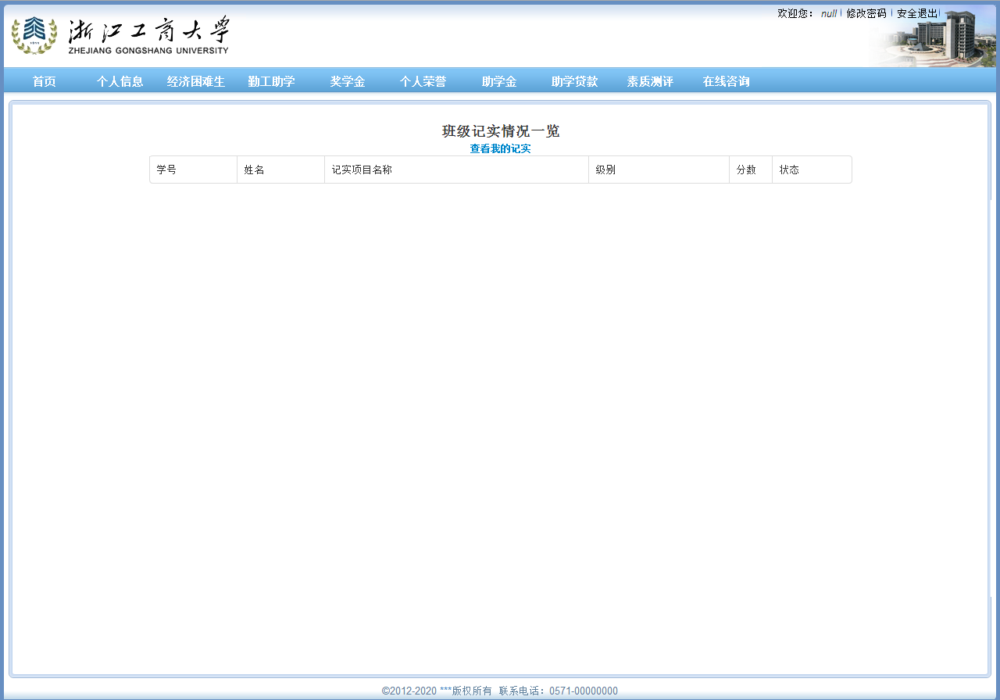 欢迎您： null | 修改密码 | 安全退出|
浙江工商大学
ZHEJIANG GONGSHANG UNIVERSITY
首页 个人信息 经济困难生 勤工助学 奖学金 个人荣誉 助学金 助学贷款 素质测评 在线咨询
班级记实情况一览
查看我的记实
学号 姓名 记实项目名称 级别 分数 状态
©2012-2020 ***版权所有 联系电话：0571-00000000